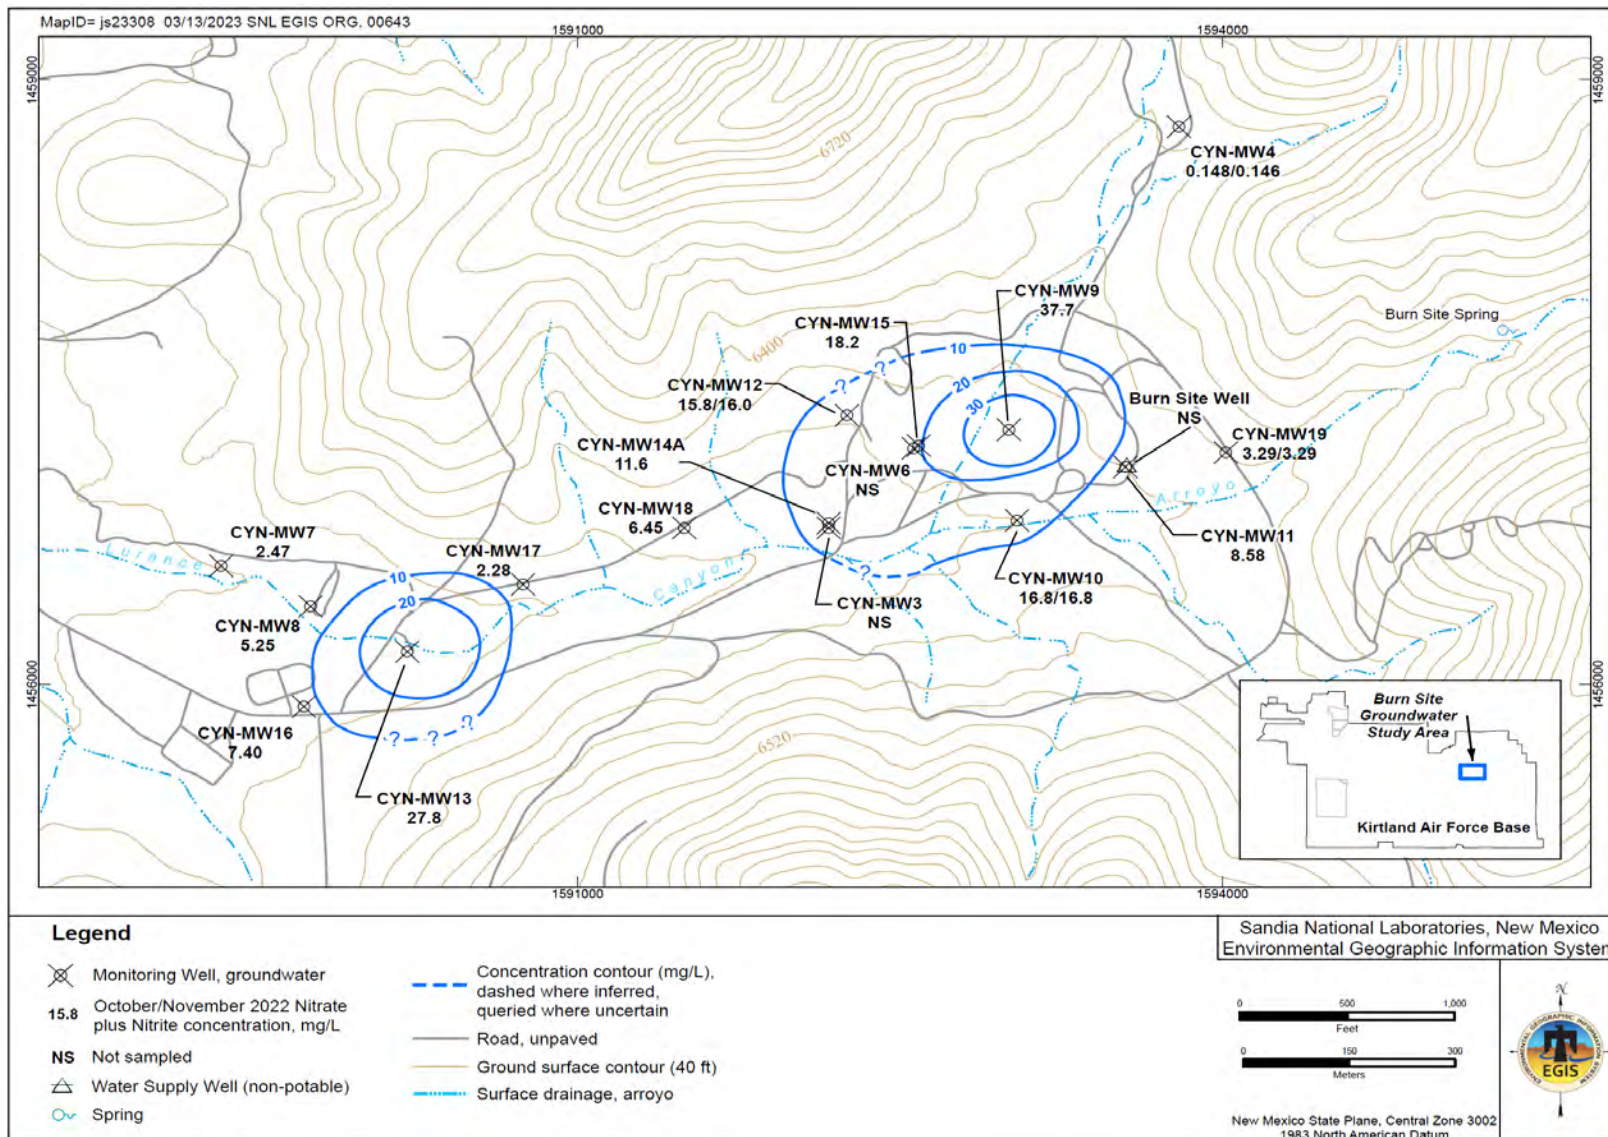 MapID= js23308 03/13/2023 SNL EGIS ORG. 00643
1591000
1594000
1459000
1459000
6720
CYN-MW4
0.148/0.146
CYN-MW9
37.7
Burn Site Spring
CYN-MW15
18.2
6400
10
?
?
20
30
CYN-MW12
15.8/16.0
Burn Site Well
NS
CYN-MW14A
11.6
CYN-MW19
3.29/3.29
CYN-MW6
NS
Arroyo
CYN-MW18
6.45
CYN-MW7
2.47
CYN-MW11
8.58
Lurance
CYN-MW17
2.28
Canyon
?
10
20
CYN-MW10
16.8/16.8
CYN-MW3
NS
CYN-MW8
5.25
1456000
1456000
Burn Site
Groundwater
Study Area
CYN-MW16
7.40
? ? ?
6520
CYN-MW13
27.8
Kirtland Air Force Base
1591000
1594000
Legend
Monitoring Well, groundwater
15.8 October/November 2022 Nitrate
plus Nitrite concentration, mg/L
NS Not sampled
Water Supply Well (non-potable)
Spring
Concentration contour (mg/L),
dashed where inferred,
queried where uncertain
Road, unpaved
Ground surface contour (40 ft)
Surface drainage, arroyo
Sandia National Laboratories, New Mexico
Environmental Geographic Information System
0 500 1,000
Feet
0 150 300
Meters
N
ENVIRONMENTAL GEOGRAPHIC INFORMATION SYSTEM
EGIS
New Mexico State Plane, Central Zone 3002
1983 North American Datum